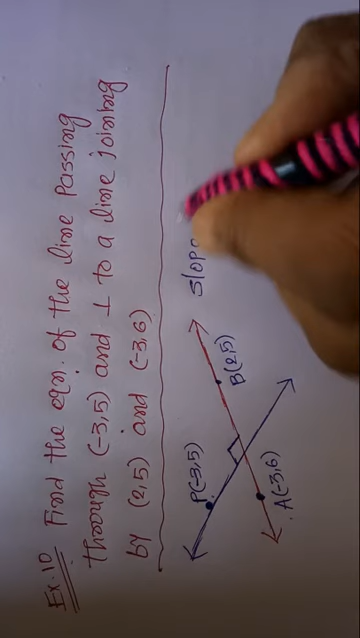 Ex.10 Find the eqn. of the line Passing
through (-3,5) and ⊥ to a line joining
by (2,5) and (-3,6)
P(-3,5)
B(2,5)
A(-3,6)
Slope